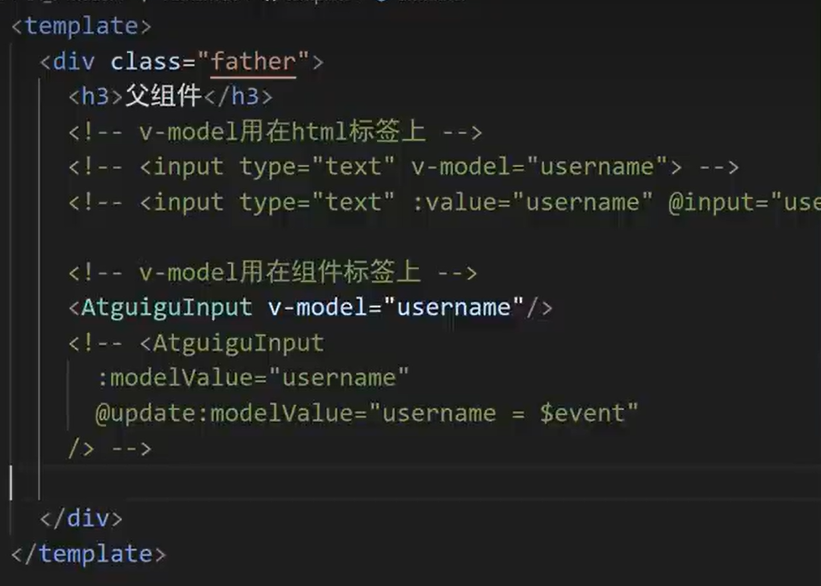 <template>
<div class="father">
<h3>父组件</h3>
<!-- v-model用在html标签上 -->
<!-- <input type="text" v-model="username"> -->
<!-- <input type="text" :value="username" @input="use
<!-- v-model用在组件标签上 -->
<AtguiguInput v-model="username"/>
<!-- <AtguiguInput
:modelValue="username"
@update:modelValue="username = $event"
/> -->
</div>
</template>